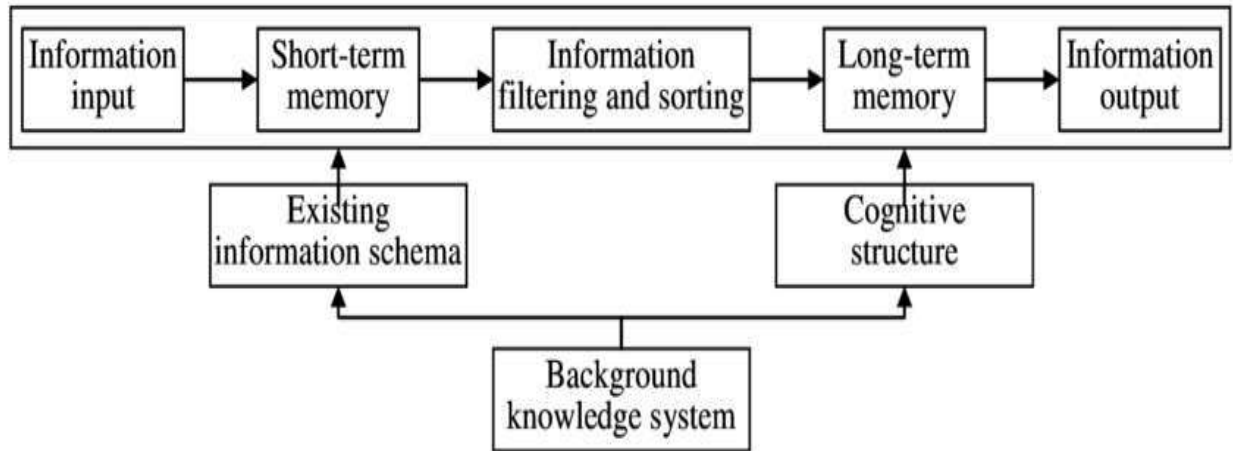 Information
input
Short-term
memory
Information
filtering and sorting
Long-term
memory
Information
output
Existing
information schema
Cognitive
structure
Background
knowledge system